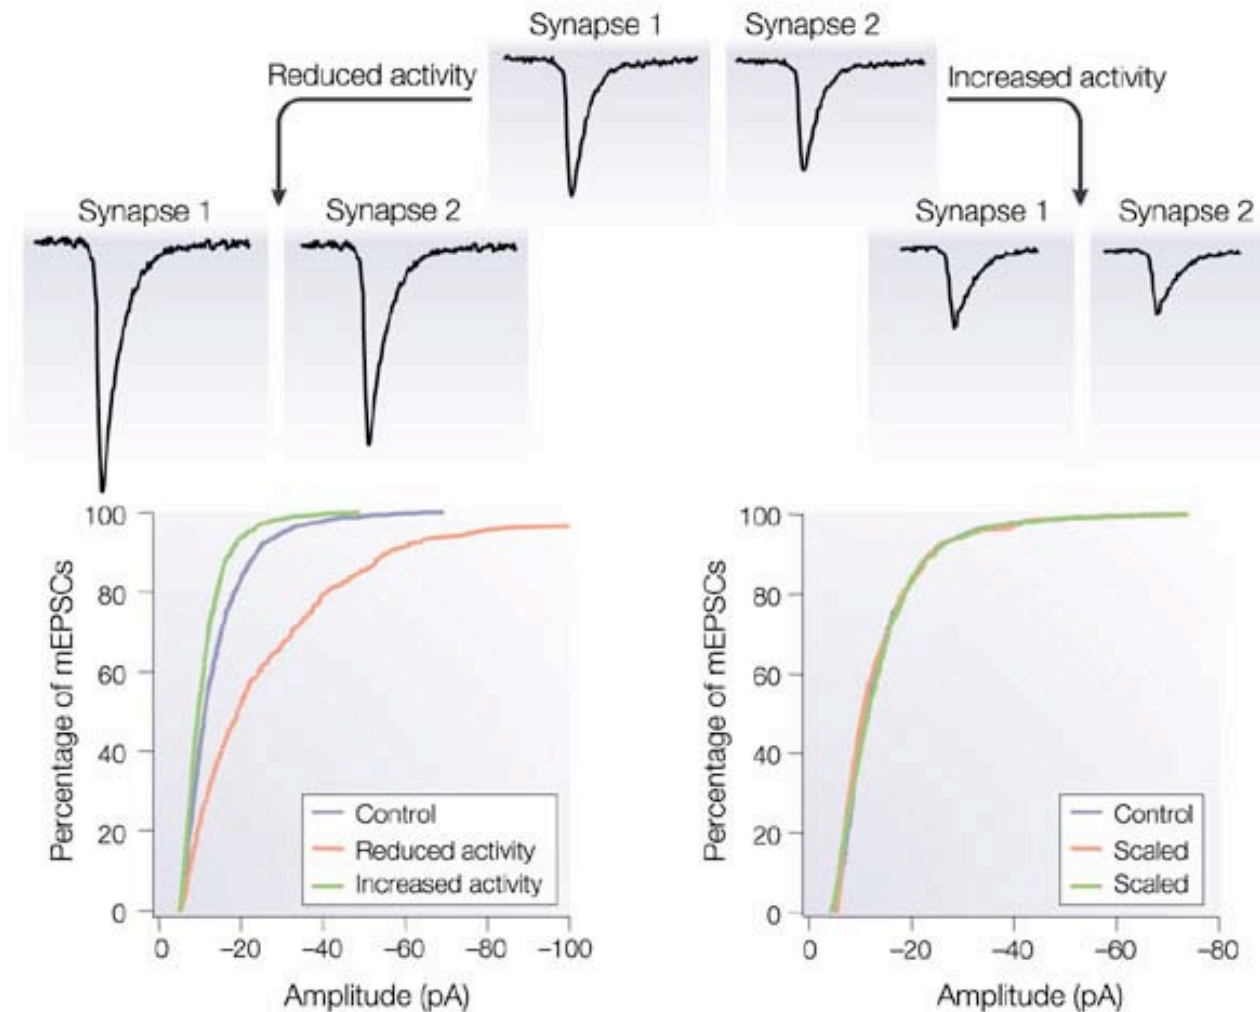 Synapse 1 Synapse 2
Reduced activity
Increased activity
Synapse 1 Synapse 2
Synapse 1 Synapse 2
Percentage of mEPSCs
100
80
60
40
20
0
0 –20 –40 –60 –80 –100
Amplitude (pA)
Control
Reduced activity
Increased activity
Percentage of mEPSCs
100
80
60
40
20
0
0 –20 –40 –60 –80
Amplitude (pA)
Control
Scaled
Scaled